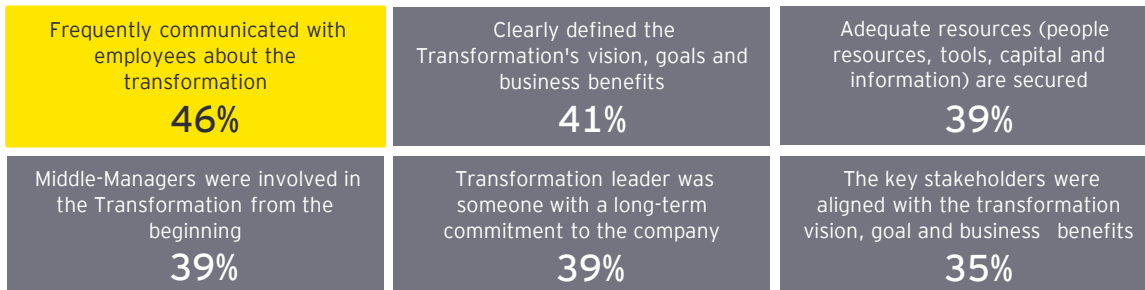 Frequently communicated with
employees about the
transformation
46%
Clearly defined the
Transformation's vision, goals and
business benefits
41%
Adequate resources (people
resources, tools, capital and
information) are secured
39%
Middle-Managers were involved in
the Transformation from the
beginning
39%
Transformation leader was
someone with a long-term
commitment to the company
39%
The key stakeholders were
aligned with the transformation
vision, goal and business benefits
35%